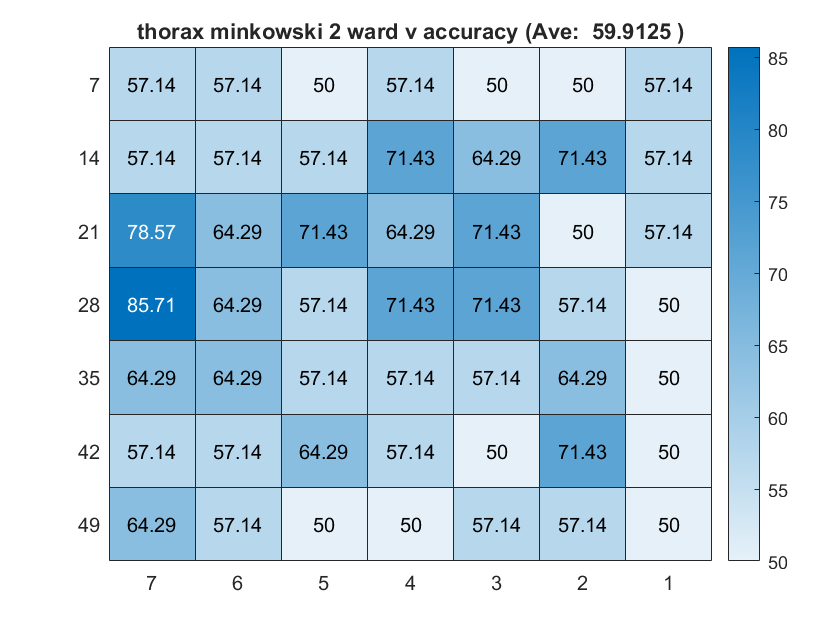 thorax minkowski 2 ward v accuracy (Ave:  59.9125 )
7 57.14 57.14 50 57.14 50 50 57.14
14 57.14 57.14 57.14 71.43 64.29 71.43 57.14
21 78.57 64.29 71.43 64.29 71.43 50 57.14
28 85.71 64.29 57.14 71.43 71.43 57.14 50
35 64.29 64.29 57.14 57.14 57.14 64.29 50
42 57.14 57.14 64.29 57.14 50 71.43 50
49 64.29 57.14 50 50 57.14 57.14 50
7 6 5 4 3 2 1
85
80
75
70
65
60
55
50